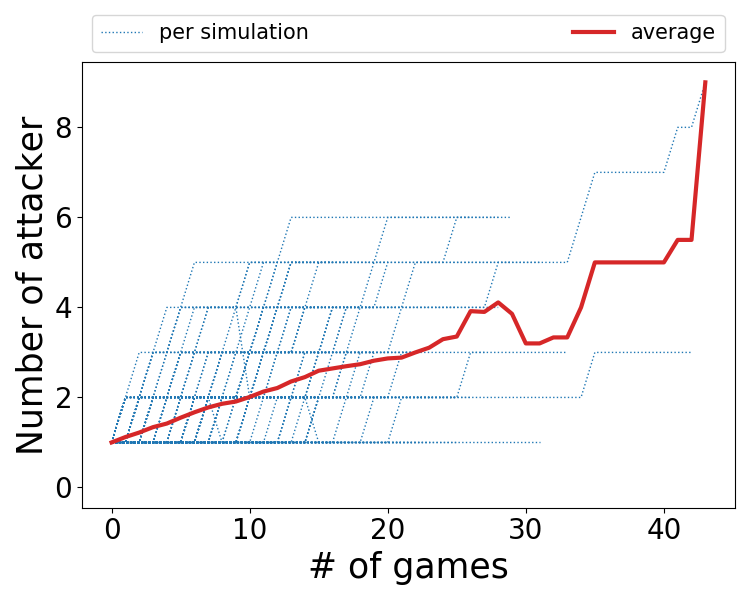 per simulation
average
Number of attacker
8
6
4
2
0
0 10 20 30 40
# of games